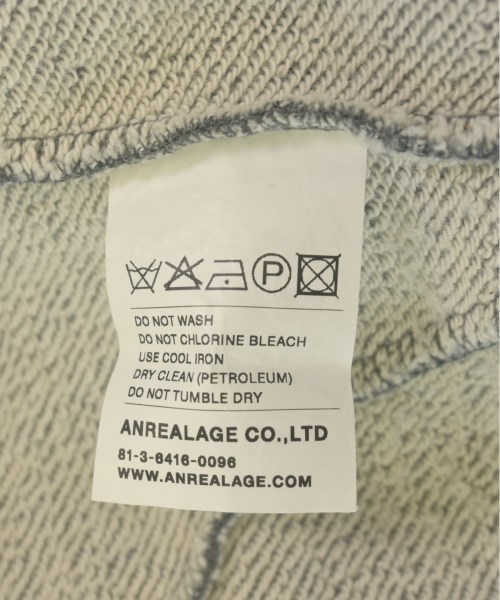 P
DO NOT WASH
DO NOT CHLORINE BLEACH
USE COOL IRON
DRY CLEAN (PETROLEUM)
DO NOT TUMBLE DRY
ANREALAGE CO.,LTD
81-3-6416-0096
WWW.ANREALAGE.COM